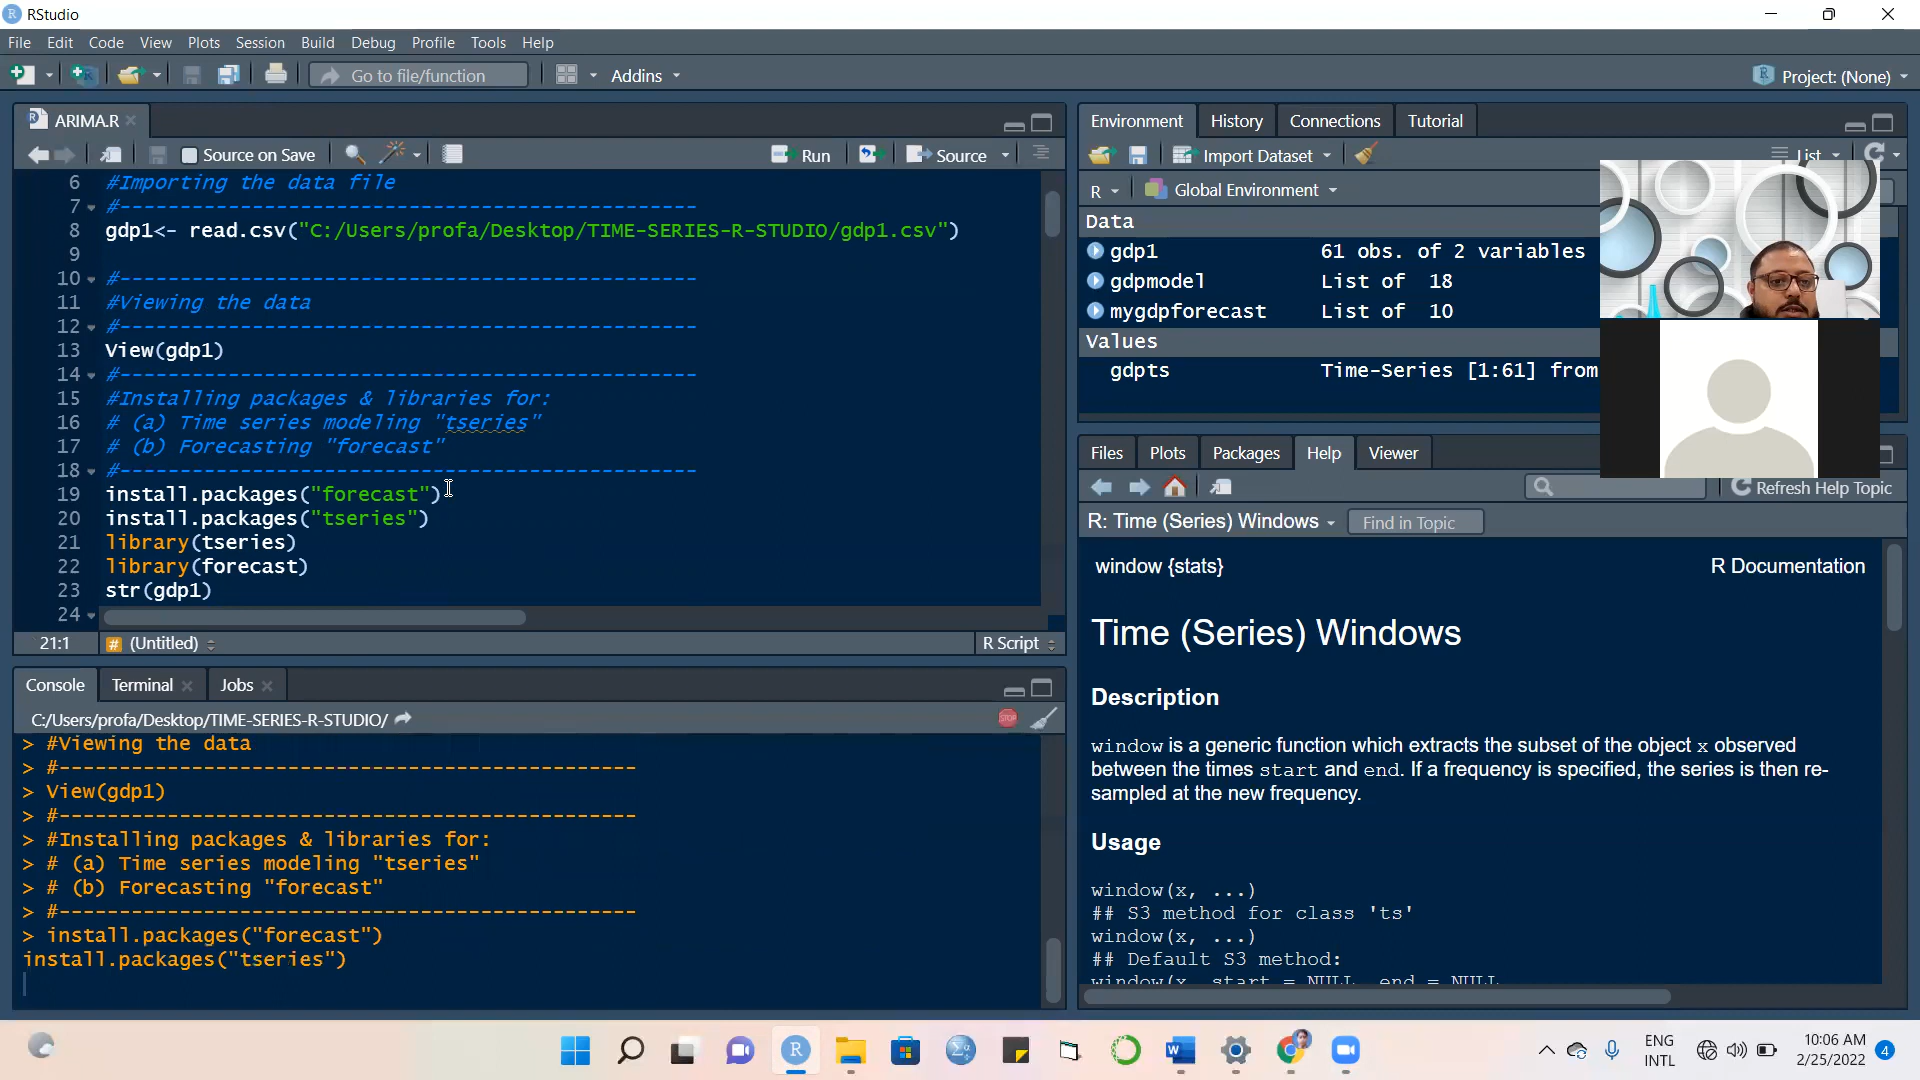 RStudio
File Edit Code View Plots Session Build Debug Profile Tools Help
Go to file/function Addins Project: (None)
ARIMA.R
Source on Save Run Source
6 #Importing the data file
7 #------------------------------------------------
8 gdp1<- read.csv("C:/Users/profa/Desktop/TIME-SERIES-R-STUDIO/gdp1.csv")
9
10 #------------------------------------------------
11 #Viewing the data
12 #------------------------------------------------
13 View(gdp1)
14 #------------------------------------------------
15 #Installing packages & libraries for:
16 # (a) Time series modeling "tseries"
17 # (b) Forecasting "forecast"
18 #------------------------------------------------
19 install.packages("forecast")
20 install.packages("tseries")
21 library(tseries)
22 library(forecast)
23 str(gdp1)
24
21:1 # (Untitled) R Script
Console Terminal Jobs
C:/Users/profa/Desktop/TIME-SERIES-R-STUDIO/
STOP
> #Viewing the data
> #------------------------------------------------
> View(gdp1)
> #------------------------------------------------
> #Installing packages & libraries for:
> # (a) Time series modeling "tseries"
> # (b) Forecasting "forecast"
> #------------------------------------------------
> install.packages("forecast")
install.packages("tseries")
Environment History Connections Tutorial
Import Dataset List
R Global Environment
Data
gdp1 61 obs. of 2 variables
gdpmodel List of 18
mygdpforecast List of 10
Values
gdpts Time-Series [1:61] from
Files Plots Packages Help Viewer
Refresh Help Topic
R: Time (Series) Windows Find in Topic
window {stats} R Documentation
Time (Series) Windows
Description
window is a generic function which extracts the subset of the object x observed
between the times start and end. If a frequency is specified, the series is then re-
sampled at the new frequency.
Usage
window(x, ...)
## S3 method for class 'ts'
window(x, ...)
## Default S3 method:
window(x, start = NULL, end = NULL
ENG
INTL
10:06 AM
2/25/2022
4